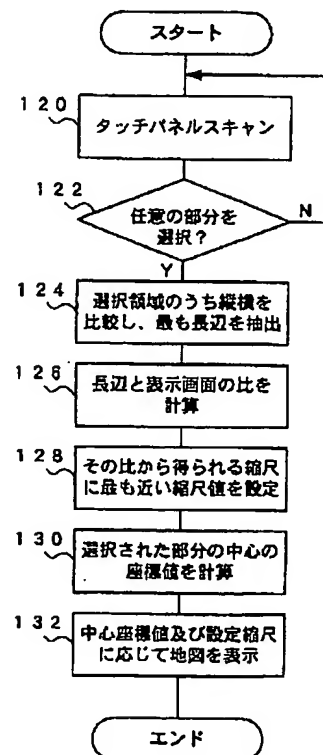 スタート
120
タッチパネルスキャン
122
任意の部分を
選択?
N
Y
124
選択領域のうち縦横を
比較し、最も長辺を抽出
126
長辺と表示画面の比を
計算
128
その比から得られる縮尺
に最も近い縮尺値を設定
130
選択された部分の中心の
座標値を計算
132
中心座標値及び設定縮尺
に応じて地図を表示
エンド